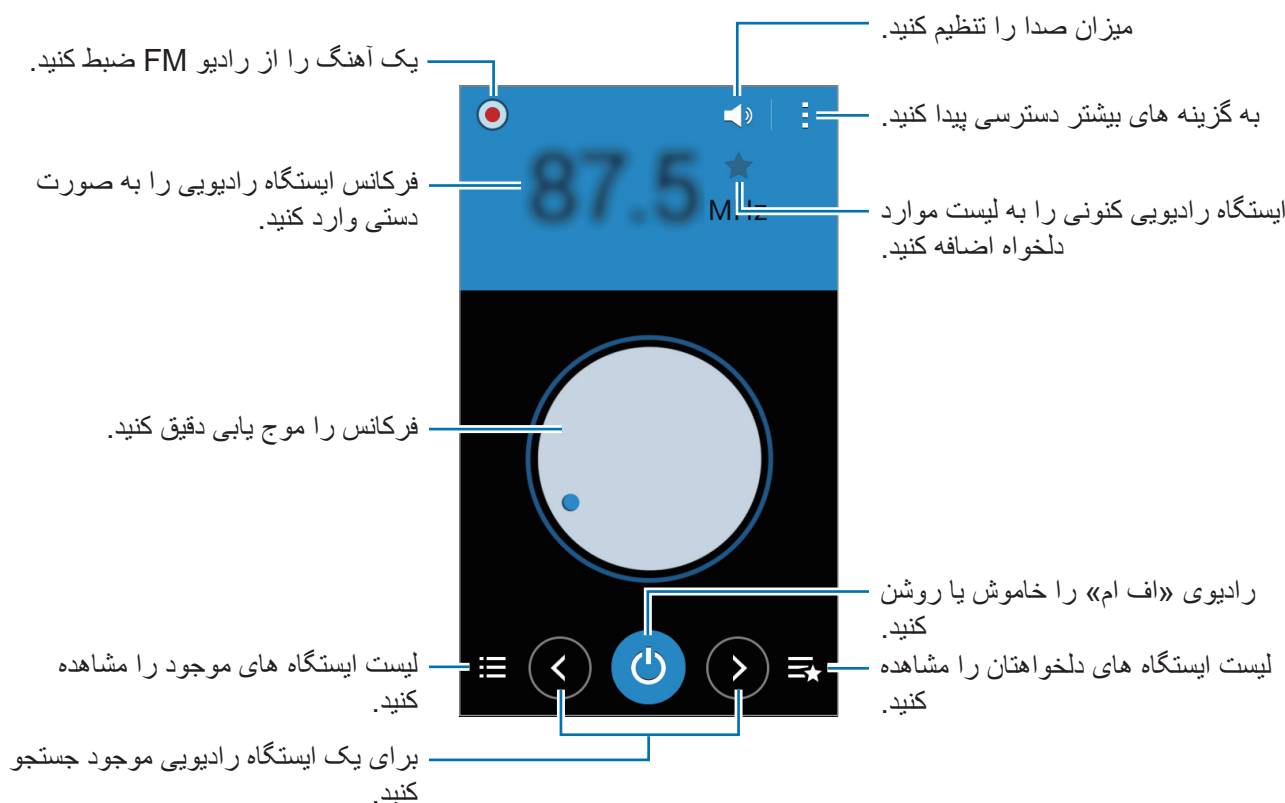 میزان صدا را تنظیم کنید.
یک آهنگ را از رادیو FM ضبط کنید.
به گزینه های بیشتر دسترسی پیدا کنید.
87.5
MHz
فرکانس ایستگاه رادیویی را به صورت
دستی وارد کنید.
ایستگاه رادیویی کنونی را به لیست موارد
دلخواه اضافه کنید.
فرکانس را موج یابی دقیق کنید.
رادیوی «اف ام» را خاموش یا روشن
کنید.
لیست ایستگاه های دلخواهتان را مشاهده
کنید.
لیست ایستگاه های موجود را مشاهده
کنید.
برای یک ایستگاه رادیویی موجود جستجو
کنید.